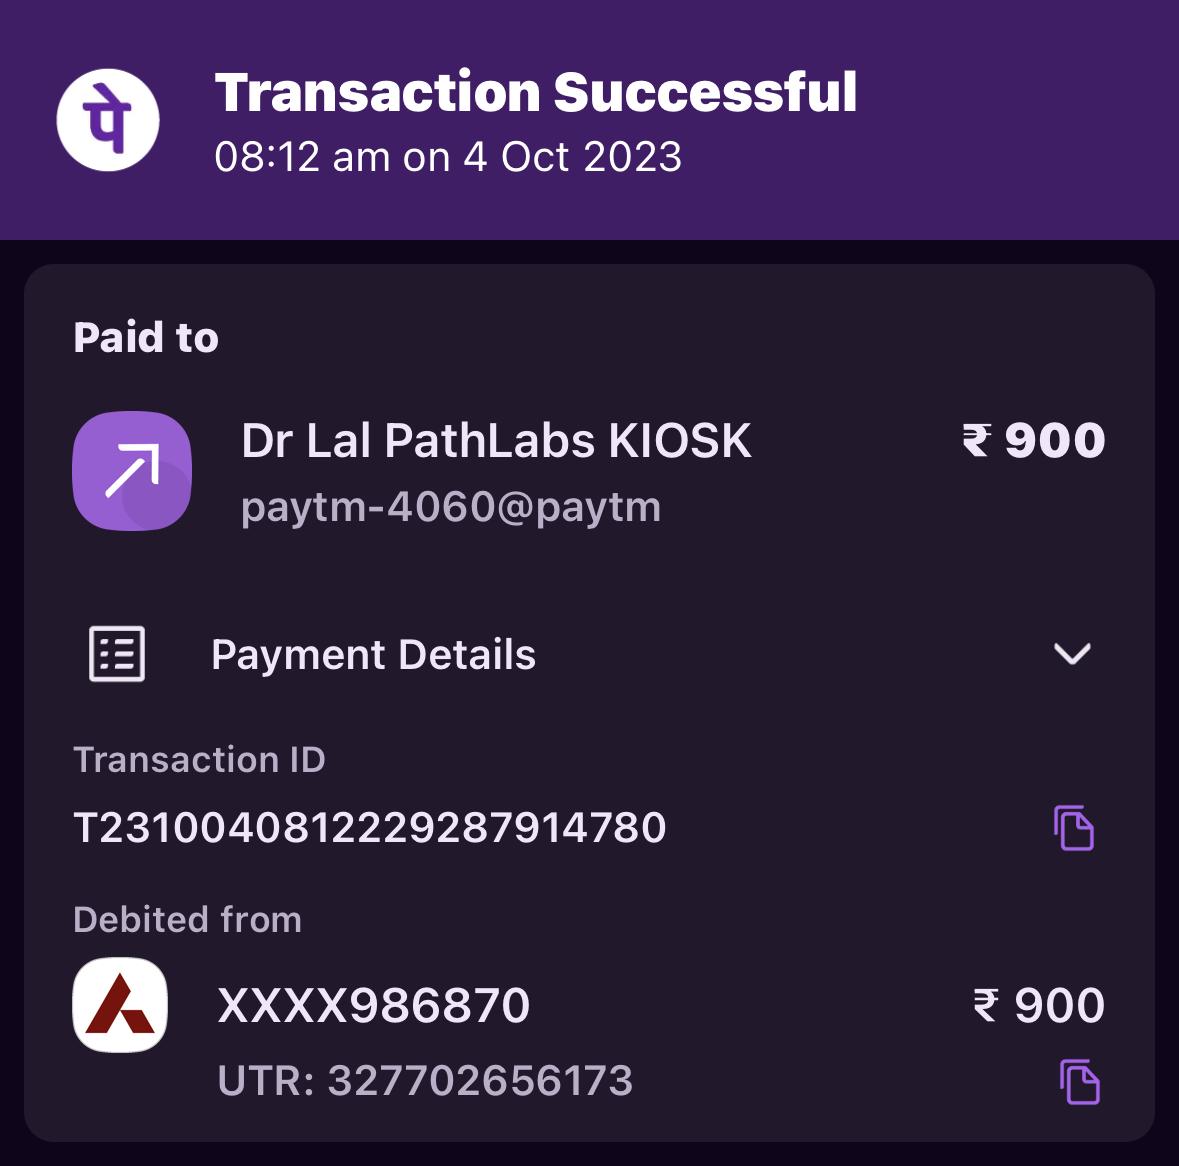 पे
Transaction Successful
08:12 am on 4 Oct 2023
Paid to
Dr Lal PathLabs KIOSK ₹ 900
paytm-4060@paytm
Payment Details
Transaction ID
T2310040812229287914780
Debited from
XXXX986870 ₹ 900
UTR: 327702656173